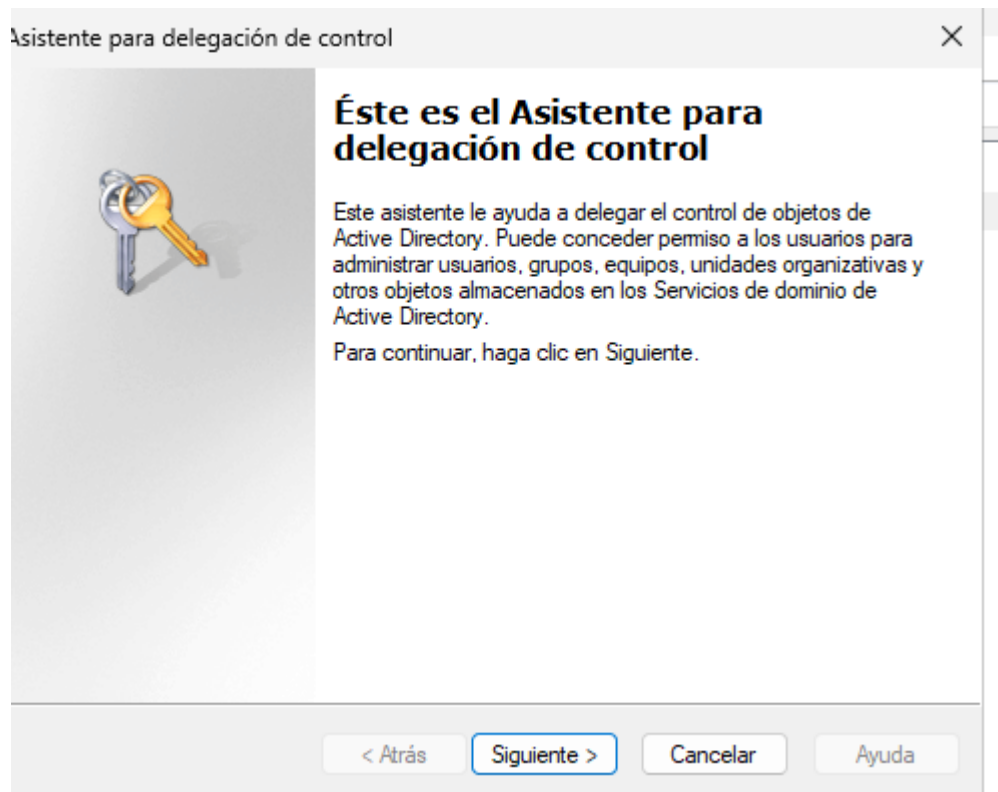 Asistente para delegación de control
Éste es el Asistente para
delegación de control
Este asistente le ayuda a delegar el control de objetos de
Active Directory. Puede conceder permiso a los usuarios para
administrar usuarios, grupos, equipos, unidades organizativas y
otros objetos almacenados en los Servicios de dominio de
Active Directory.
Para continuar, haga clic en Siguiente.
< Atrás
Siguiente >
Cancelar
Ayuda